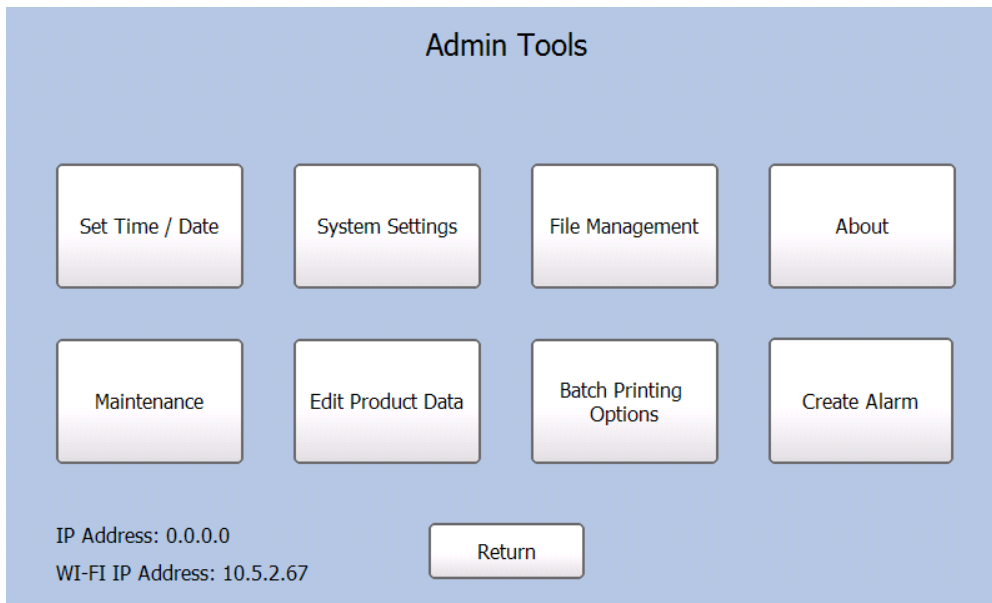 Admin Tools
Set Time / Date
System Settings
File Management
About
Maintenance
Edit Product Data
Batch Printing
Options
Create Alarm
IP Address: 0.0.0.0
WI-FI IP Address: 10.5.2.67
Return